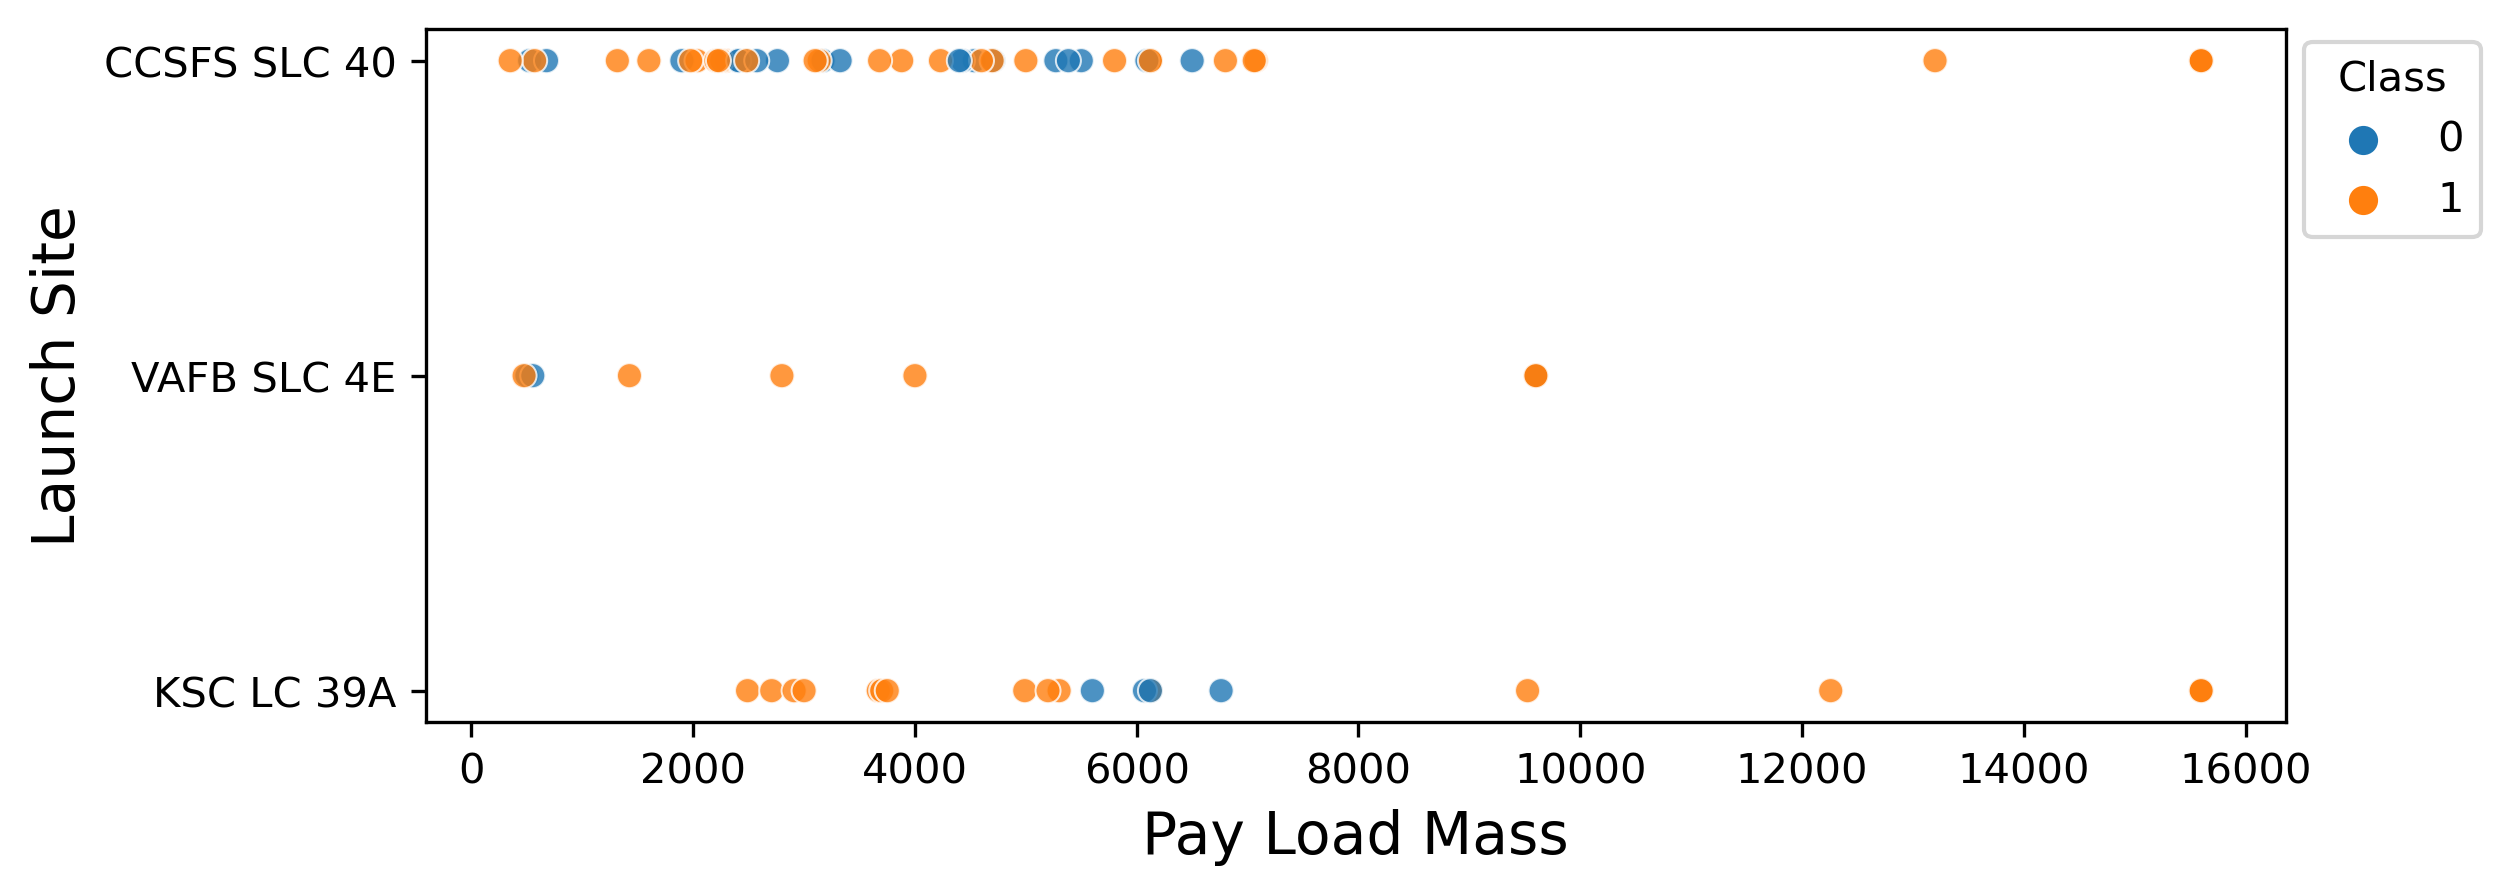 CCSFS SLC 40
VAFB SLC 4E
KSC LC 39A
Launch Site
0 2000 4000 6000 8000 10000 12000 14000 16000
Pay Load Mass
Class
0
1